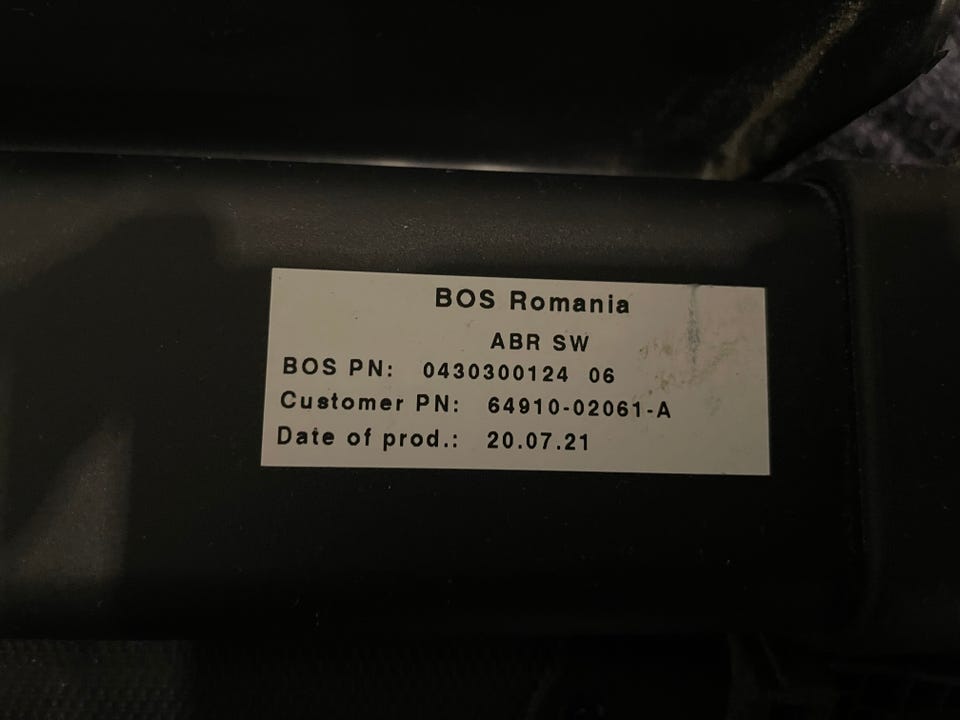 BOS Romania
ABR SW
BOS PN: 0430300124 06
Customer PN: 64910-02061-A
Date of prod.: 20.07.21